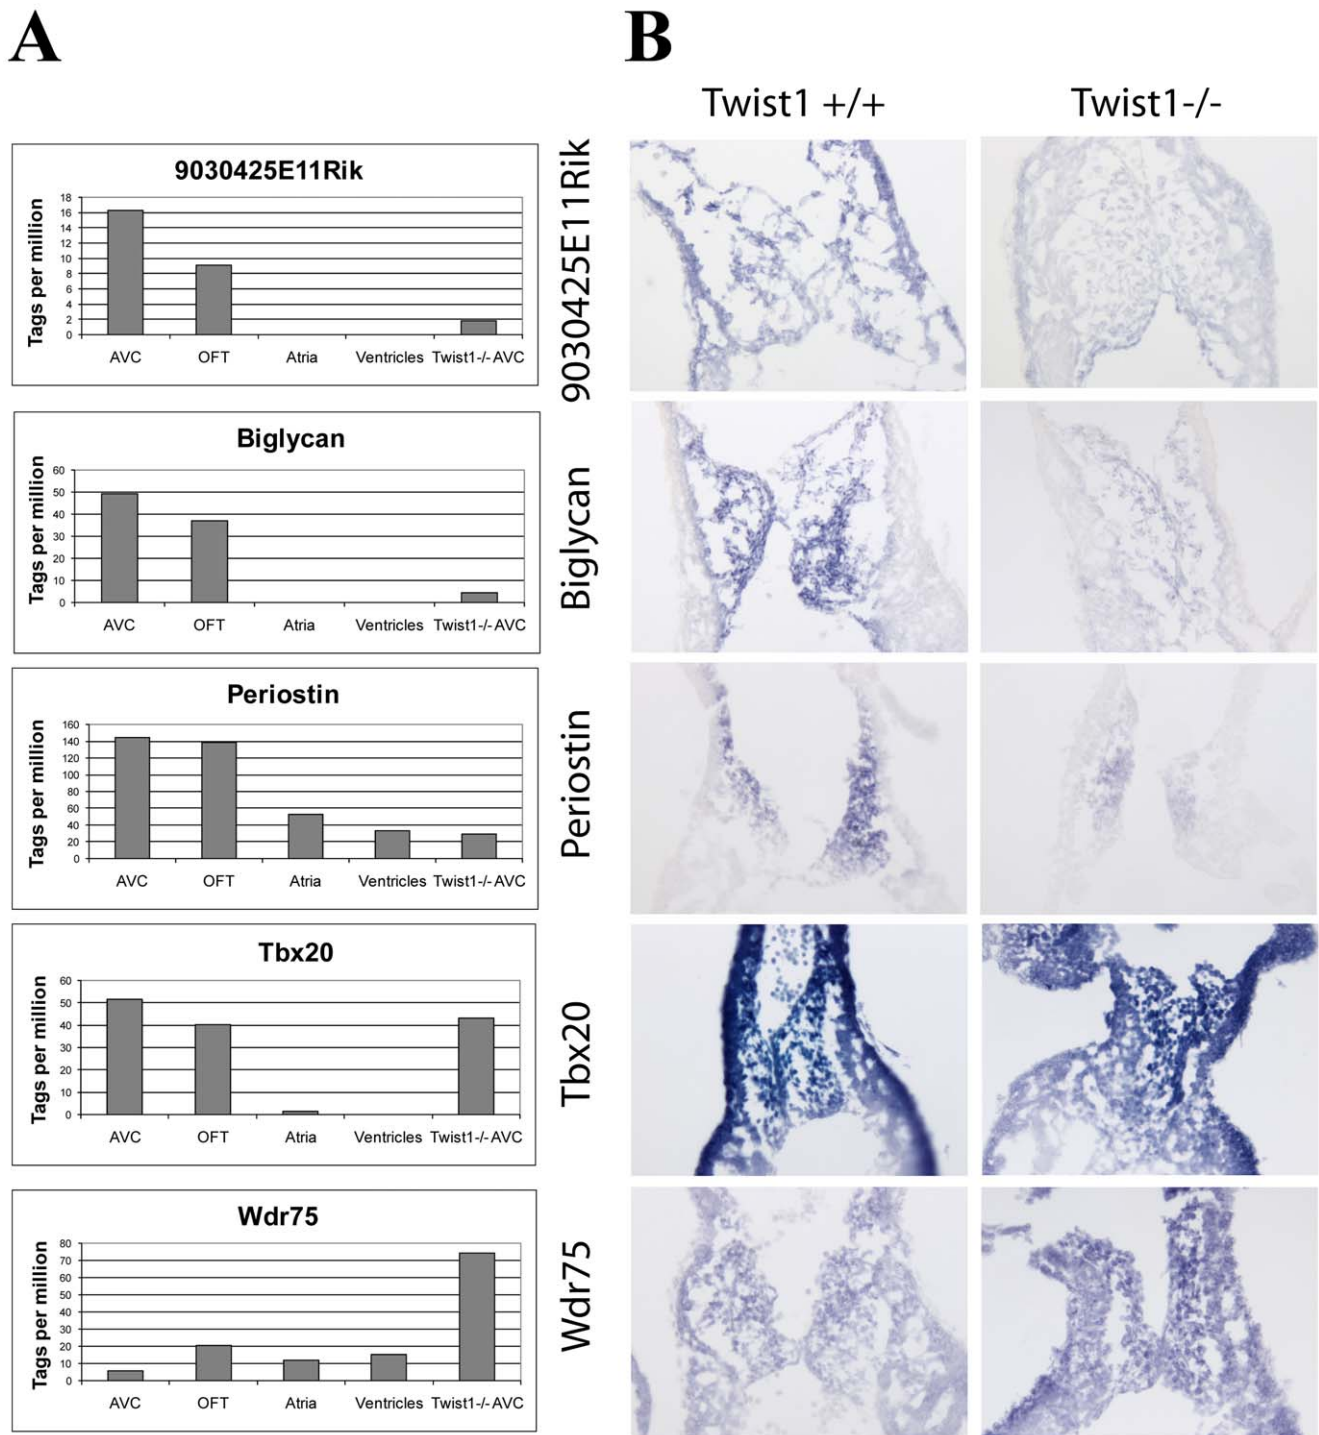 A
B
Twist1 +/+
Twist1-/-
9030425E11Rik
Tags per million
18
16
14
12
10
8
6
4
2
0
AVC
OFT
Atria
Ventricles
Twist1-/- AVC
9030425E11Rik
Biglycan
Tags per million
60
50
40
30
20
10
0
AVC
OFT
Atria
Ventricles
Twist1-/- AVC
Biglycan
Periostin
Tags per million
160
140
120
100
80
60
40
20
0
AVC
OFT
Atria
Ventricles
Twist1-/- AVC
Periostin
Tbx20
Tags per million
60
50
40
30
20
10
0
AVC
OFT
Atria
Ventricles
Twist1-/- AVC
Tbx20
Wdr75
Tags per million
80
70
60
50
40
30
20
10
0
AVC
OFT
Atria
Ventricles
Twist1-/- AVC
Wdr75